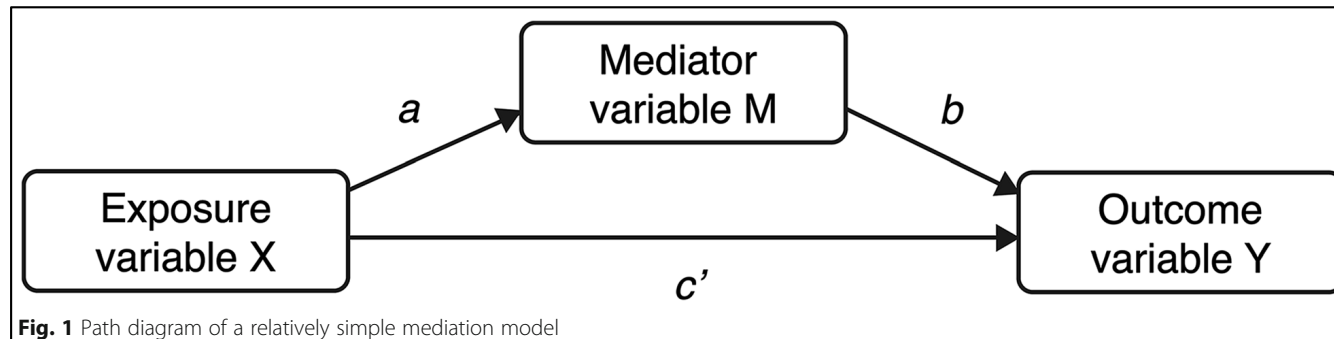 Mediator
variable M
a
b
Exposure
variable X
Outcome
variable Y
c’
Fig. 1 Path diagram of a relatively simple mediation model